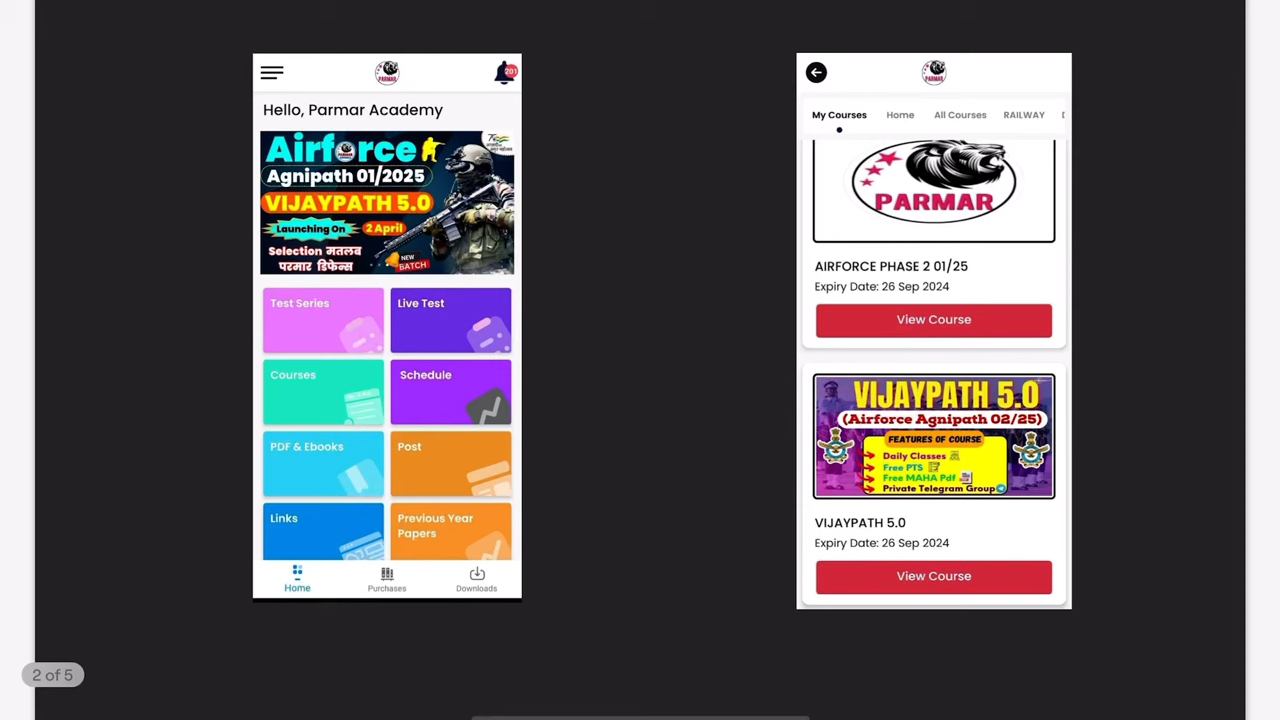 201
PARMAR
Hello, Parmar Academy
Airforce
Agnipath 01/2025
VIJAYPATH 5.0
Launching On
2 April
Selection मतलब
परमार डिफेन्स
NEW
BATCH
Test Series
Live Test
Courses
Schedule
PDF & Ebooks
Post
Links
Previous Year
Papers
Home
Purchases
Downloads
PARMAR
My Courses
Home
All Courses
RAILWAY
PARMAR
AIRFORCE PHASE 2 01/25
Expiry Date: 26 Sep 2024
View Course
VIJAYPATH 5.0
(Airforce Agnipath 02/25)
FEATURES OF COURSE
Daily Classes
Free PTS
Free MAHA Pdf
Private Telegram Group
VIJAYPATH 5.0
Expiry Date: 26 Sep 2024
View Course
2 of 5